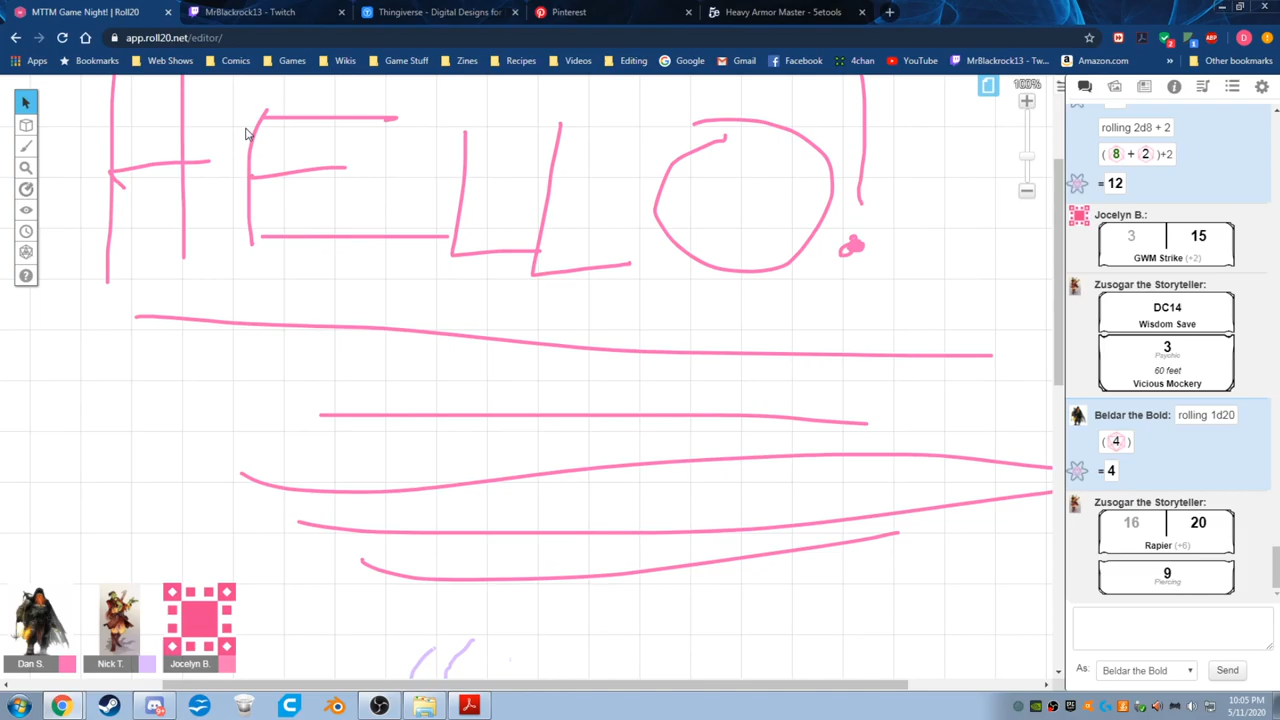 MTTM Game Night! | Roll20
MrBlackrock13 - Twitch
Thingiverse - Digital Designs for
Pinterest
Heavy Armor Master - 5etools
app.roll20.net/editor/
Apps
Bookmarks
Web Shows
Comics
Games
Wikis
Game Stuff
Zines
Recipes
Videos
Editing
Google
Gmail
Facebook
4chan
YouTube
MrBlackrock13 - Tw...
Amazon.com
Other bookmarks
HELLO!
100%
rolling 2d8 + 2
( 8 + 2 )+2
= 12
Jocelyn B.:
3 15
GWM Strike (+2)
Zusogar the Storyteller:
DC14
Wisdom Save
3
Psychic
60 feet
Vicious Mockery
Beldar the Bold: rolling 1d20
( 4 )
= 4
Zusogar the Storyteller:
16 20
Rapier (+6)
9
Piercing
Dan S.
Nick T.
Jocelyn B.
As: Beldar the Bold Send
10:05 PM
5/11/2020